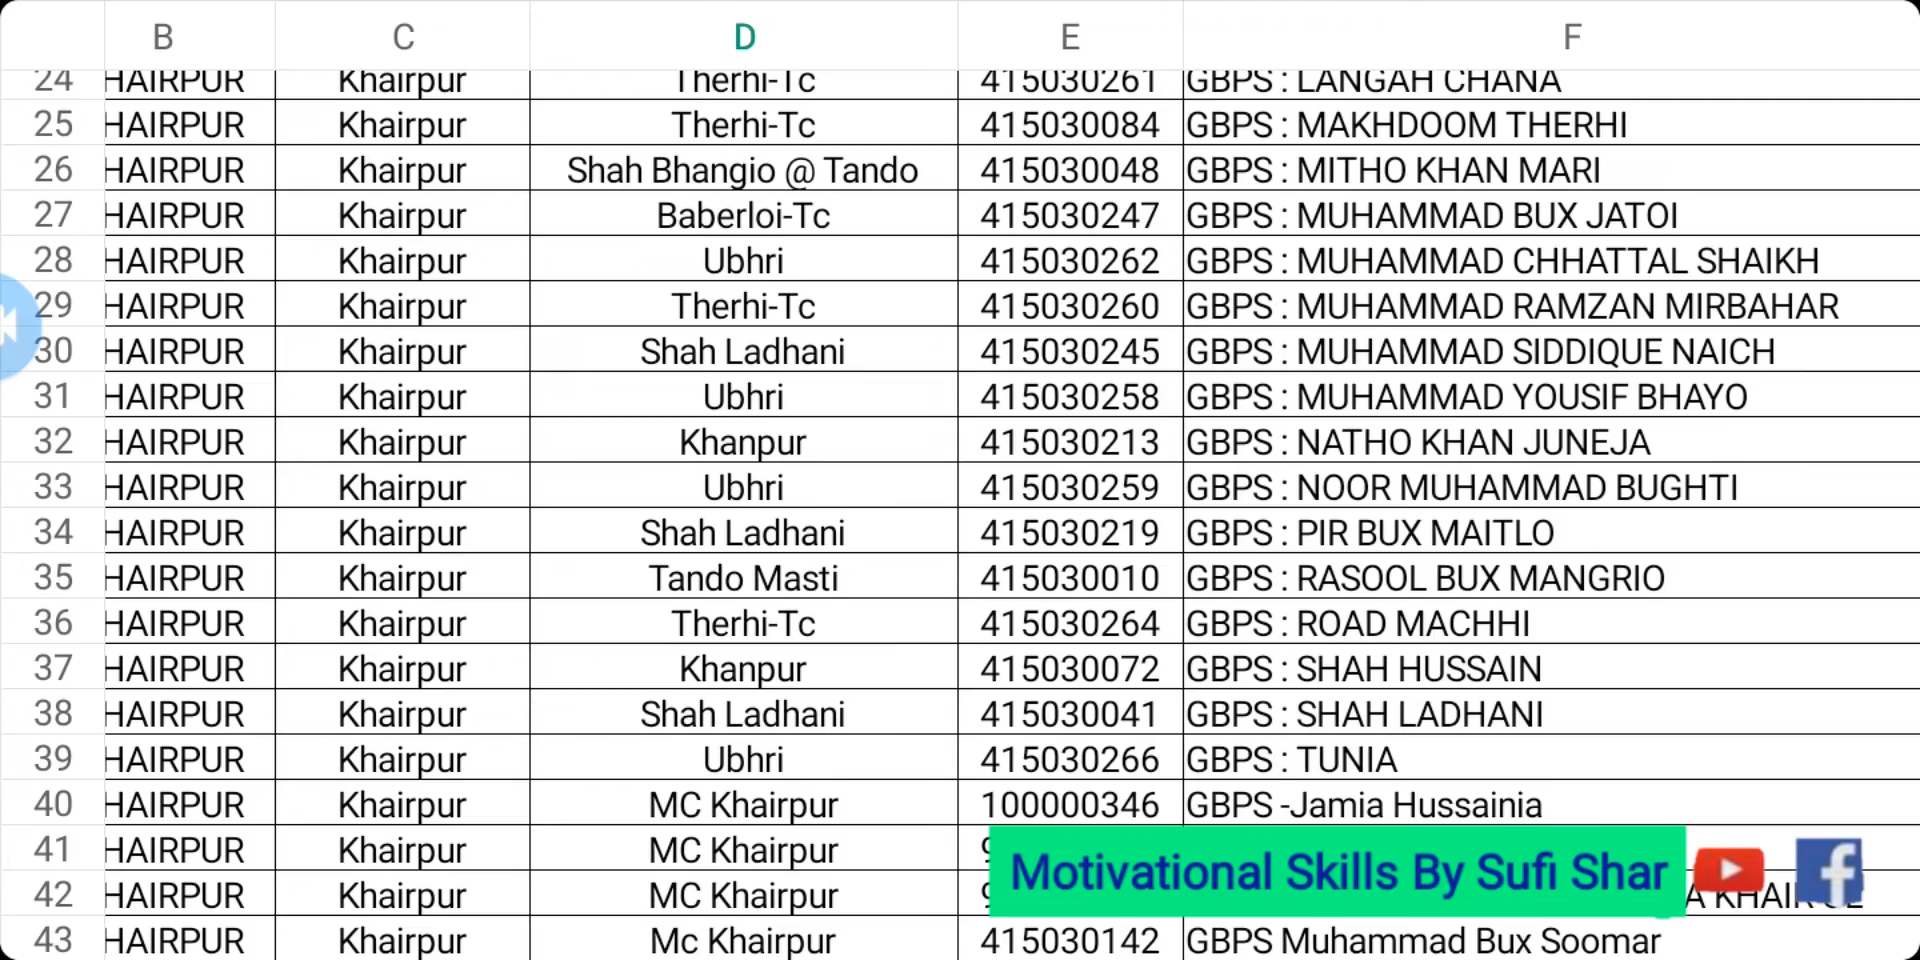 B C D E F
24 HAIRPUR Khairpur Therhi-Tc 415030261 GBPS : LANGAH CHANA
25 HAIRPUR Khairpur Therhi-Tc 415030084 GBPS : MAKHDOOM THERHI
26 HAIRPUR Khairpur Shah Bhangio @ Tando 415030048 GBPS : MITHO KHAN MARI
27 HAIRPUR Khairpur Baberloi-Tc 415030247 GBPS : MUHAMMAD BUX JATOI
28 HAIRPUR Khairpur Ubhri 415030262 GBPS : MUHAMMAD CHHATTAL SHAIKH
29 HAIRPUR Khairpur Therhi-Tc 415030260 GBPS : MUHAMMAD RAMZAN MIRBAHAR
30 HAIRPUR Khairpur Shah Ladhani 415030245 GBPS : MUHAMMAD SIDDIQUE NAICH
31 HAIRPUR Khairpur Ubhri 415030258 GBPS : MUHAMMAD YOUSIF BHAYO
32 HAIRPUR Khairpur Khanpur 415030213 GBPS : NATHO KHAN JUNEJA
33 HAIRPUR Khairpur Ubhri 415030259 GBPS : NOOR MUHAMMAD BUGHTI
34 HAIRPUR Khairpur Shah Ladhani 415030219 GBPS : PIR BUX MAITLO
35 HAIRPUR Khairpur Tando Masti 415030010 GBPS : RASOOL BUX MANGRIO
36 HAIRPUR Khairpur Therhi-Tc 415030264 GBPS : ROAD MACHHI
37 HAIRPUR Khairpur Khanpur 415030072 GBPS : SHAH HUSSAIN
38 HAIRPUR Khairpur Shah Ladhani 415030041 GBPS : SHAH LADHANI
39 HAIRPUR Khairpur Ubhri 415030266 GBPS : TUNIA
40 HAIRPUR Khairpur MC Khairpur 100000346 GBPS -Jamia Hussainia
41 HAIRPUR Khairpur MC Khairpur
Motivational Skills By Sufi Shar
42 HAIRPUR Khairpur MC Khairpur
43 HAIRPUR Khairpur Mc Khairpur 415030142 GBPS Muhammad Bux Soomar